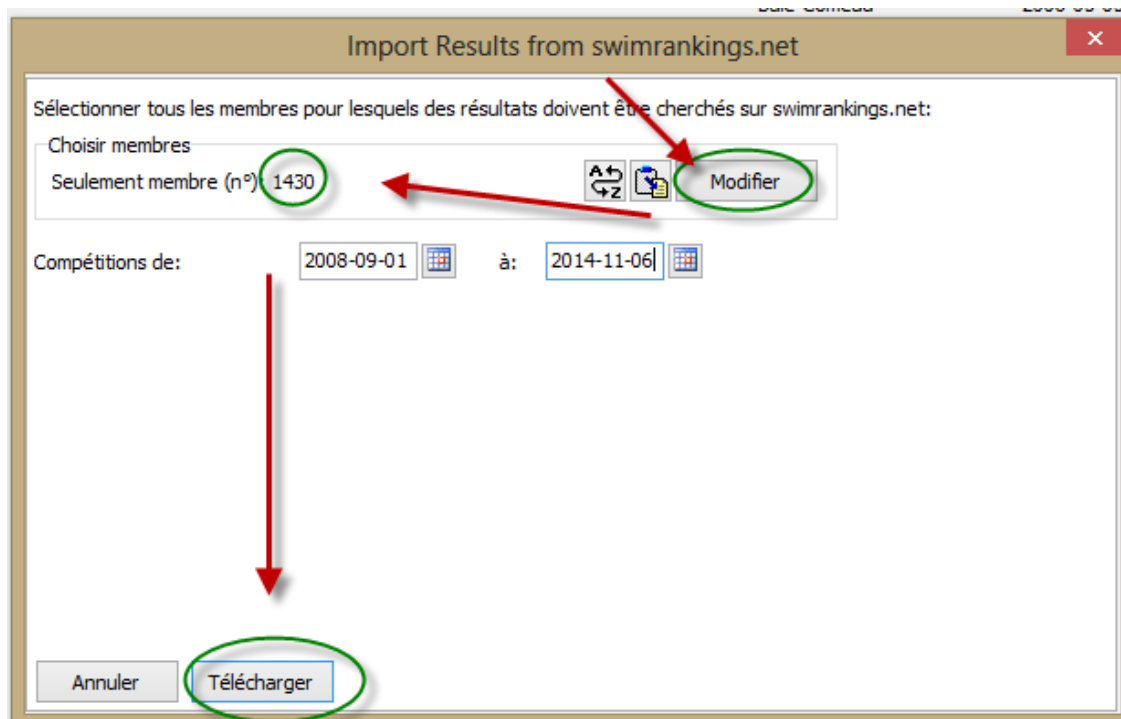 Import Results from swimrankings.net
Sélectionner tous les membres pour lesquels des résultats doivent être cherchés sur swimrankings.net:
Choisir membres
Seulement membre (n°): 1430
Modifier
Compétitions de: 2008-09-01 à: 2014-11-06
Annuler Télécharger